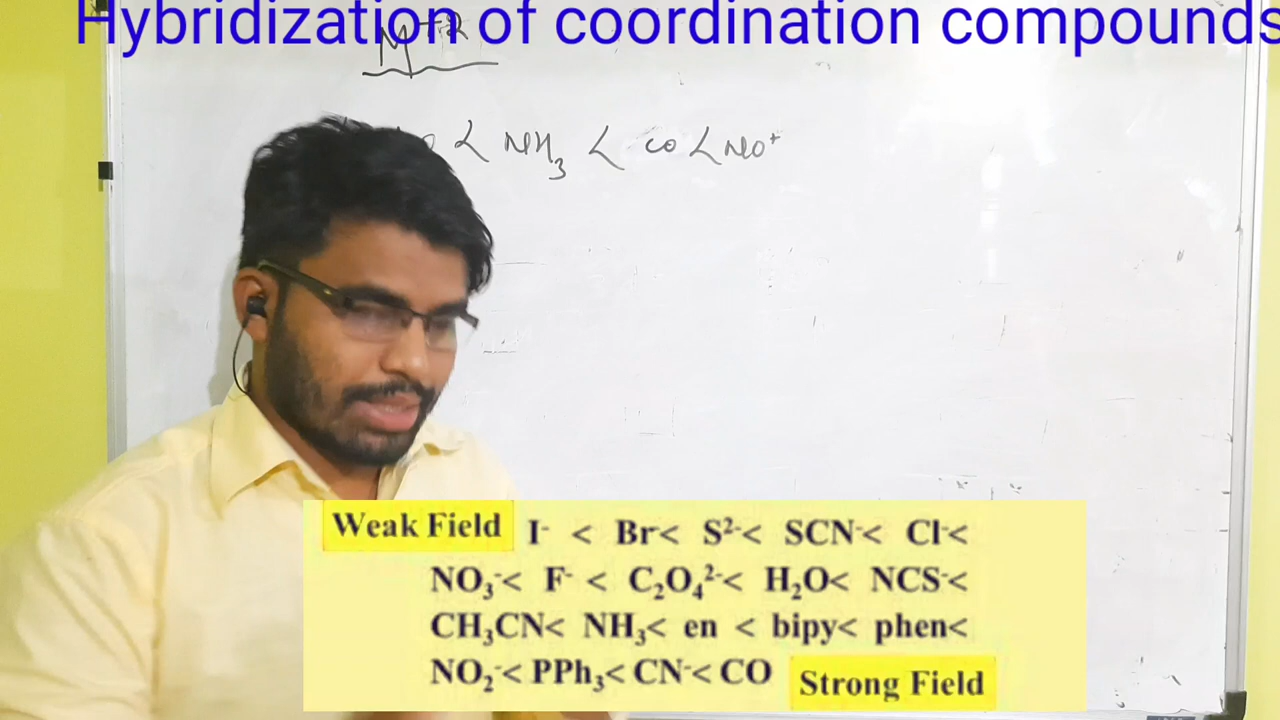 Hybridization of coordination compounds
M+2
< NH3 < CO < NO+
Weak Field I- < Br-< S2-< SCN-< Cl-<
NO3-< F- < C2O42-< H2O< NCS-<
CH3CN< NH3< en < bipy< phen<
NO2-< PPh3< CN-< CO Strong Field